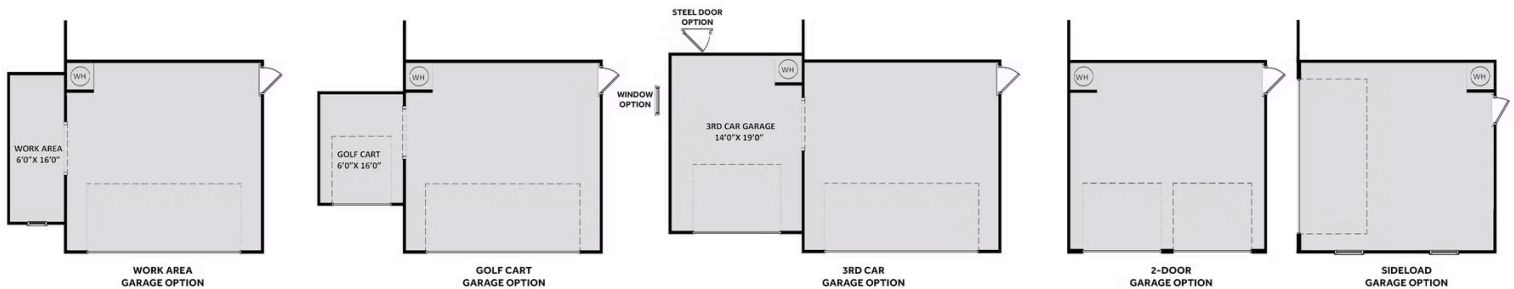 WH
WORK AREA
6'0"X 16'0"
WORK AREA
GARAGE OPTION
WH
GOLF CART
6'0"X 16'0"
GOLF CART
GARAGE OPTION
STEEL DOOR
OPTION
WINDOW
OPTION
WH
3RD CAR GARAGE
14'0"X 19'0"
3RD CAR
GARAGE OPTION
WH
2-DOOR
GARAGE OPTION
WH
SIDELOAD
GARAGE OPTION